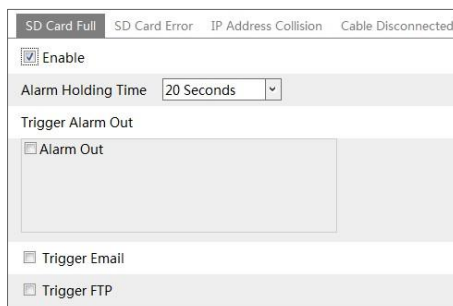 SD Card Full SD Card Error IP Address Collision Cable Disconnected
Enable
Alarm Holding Time 20 Seconds
Trigger Alarm Out
Alarm Out
Trigger Email
Trigger FTP